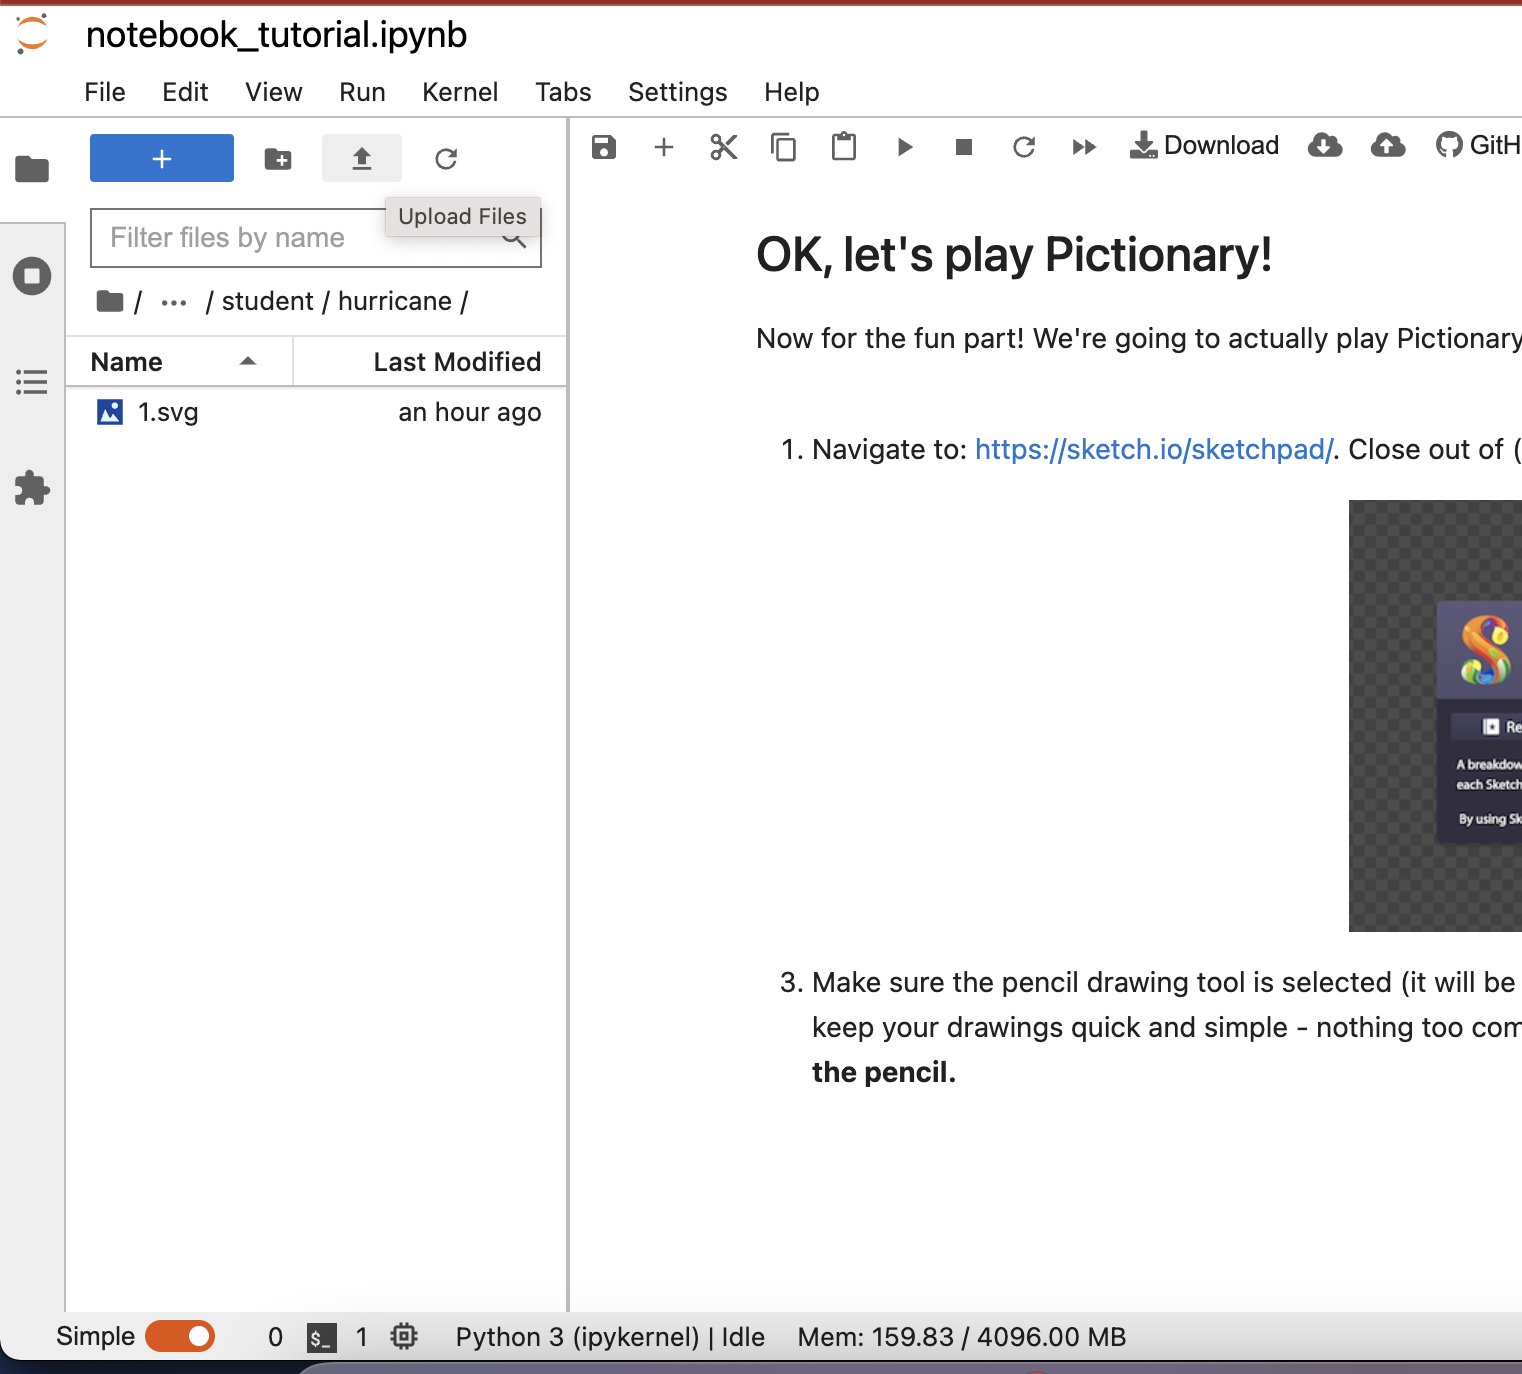 notebook_tutorial.ipynb
File Edit View Run Kernel Tabs Settings Help
Download
GitH
Upload Files
Filter files by name
/ ... / student / hurricane /
Name Last Modified
1.svg an hour ago
OK, let's play Pictionary!
Now for the fun part! We're going to actually play Pictionary
1. Navigate to: https://sketch.io/sketchpad/. Close out of (
S
Re
A breakdow
each Sketch
By using Sk
3. Make sure the pencil drawing tool is selected (it will be
keep your drawings quick and simple - nothing too com
the pencil.
Simple 0 $_ 1 Python 3 (ipykernel) | Idle Mem: 159.83 / 4096.00 MB